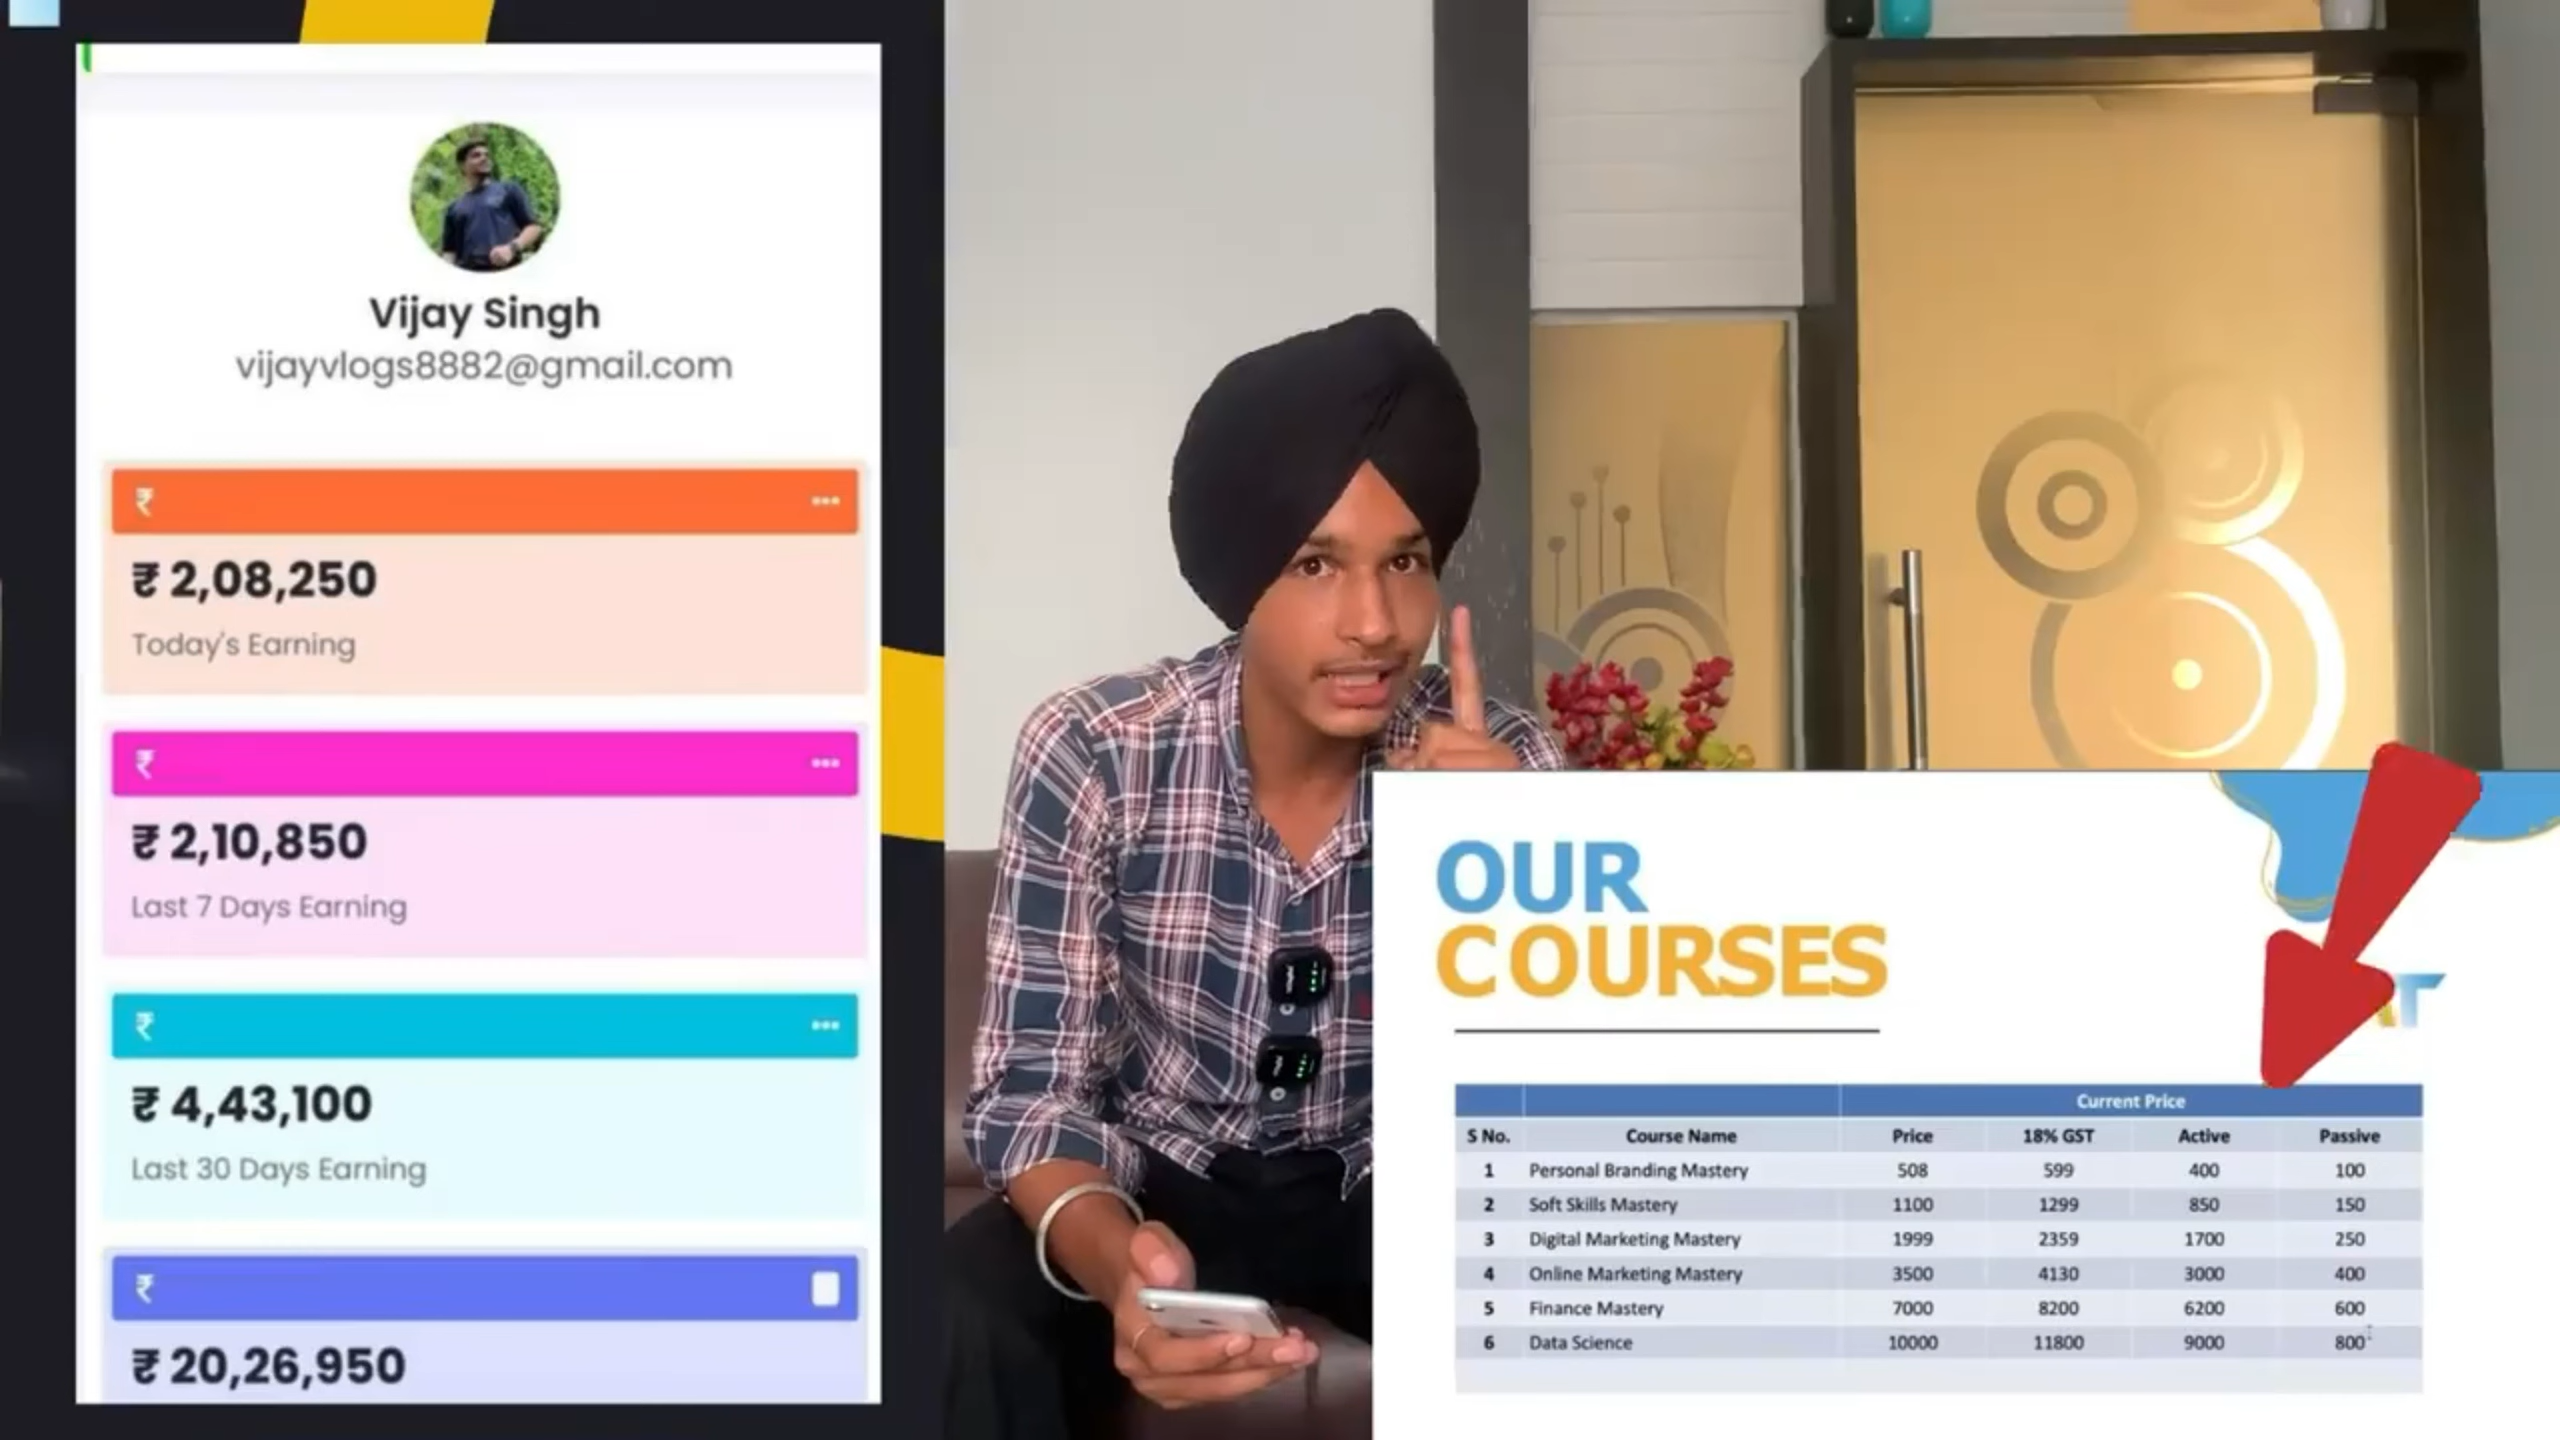 Vijay Singh
vijayvlogs8882@gmail.com
₹
₹ 2,08,250
Today's Earning
₹
₹ 2,10,850
Last 7 Days Earning
₹
₹ 4,43,100
Last 30 Days Earning
₹
₹ 20,26,950
OUR
COURSES
Current Price
S No. Course Name Price 18% GST Active Passive
1 Personal Branding Mastery 508 599 400 100
2 Soft Skills Mastery 1100 1299 850 150
3 Digital Marketing Mastery 1999 2359 1700 250
4 Online Marketing Mastery 3500 4130 3000 400
5 Finance Mastery 7000 8200 6200 600
6 Data Science 10000 11800 9000 800